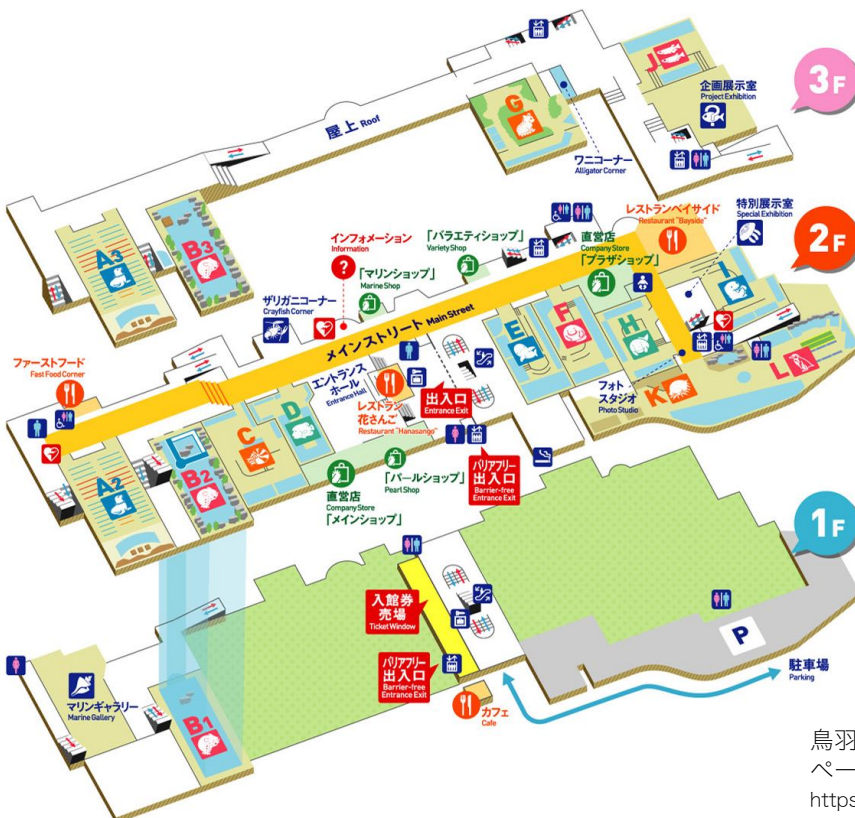 3F
J
企画展示室
Project Exhibition
G
屋上 Roof
ワニコーナー
Alligator Corner
2F
特別展示室
Special Exhibition
レストランベイサイド
Restaurant "Bayside"
「バラエティショップ」
Variety Shop
直営店
Company Store
「プラザショップ」
インフォメーション
Information
?
「マリンショップ」
Marine Shop
A3
B3
ザリガニコーナー
Crayfish Corner
メインストリート Main Street
I
H
F
E
L
K
フォト
スタジオ
Photo Studio
ファーストフード
Fast Food Corner
エントランス
ホール
Entrance Hall
レストラン
花さんご
Restaurant "Hanasango"
出入口
Entrance Exit
D
C
A2
B2
バリアフリー
出入口
Barrier-free
Entrance Exit
「パールショップ」
Pearl Shop
直営店
Company Store
「メインショップ」
1F
入館券
売場
Ticket Window
P
駐車場
Parking
バリアフリー
出入口
Barrier-free
Entrance Exit
カフェ
Cafe
マリンギャラリー
Marine Gallery
B1
鳥羽
ペー
https